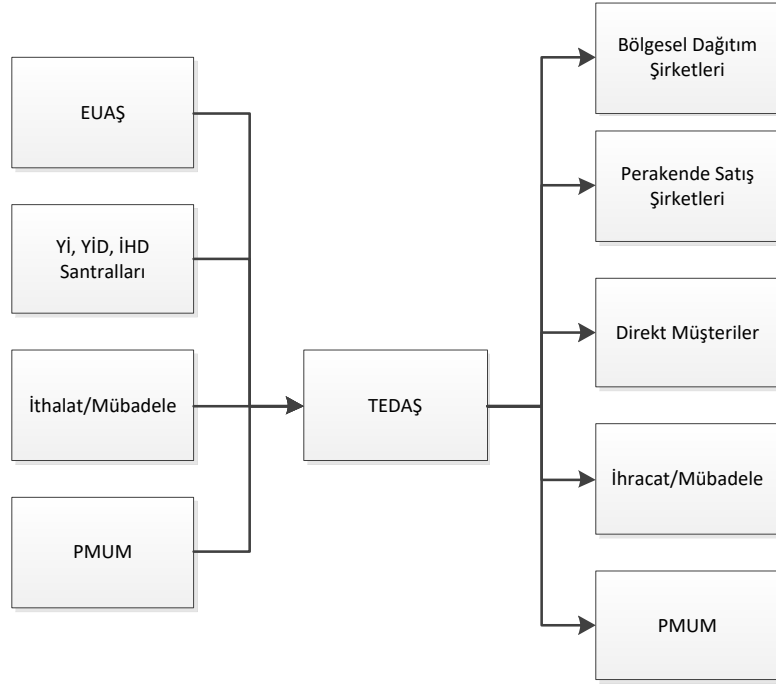 EUAŞ
Yİ, YİD, İHD
Santralları
İthalat/Mübadele
PMUM
TEDAŞ
Bölgesel Dağıtım
Şirketleri
Perakende Satış
Şirketleri
Direkt Müşteriler
İhracat/Mübadele
PMUM